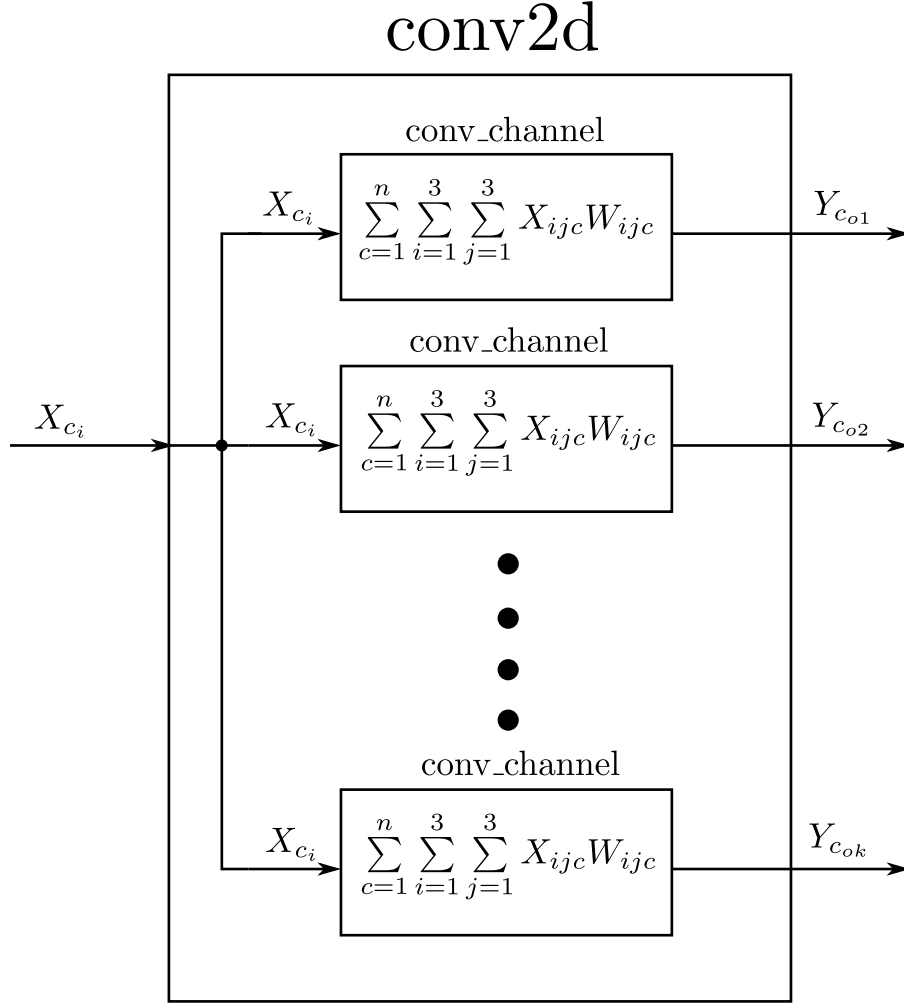 conv2d
conv_channel
X_{c_i} \sum_{c=1}^{n} \sum_{i=1}^{3} \sum_{j=1}^{3} X_{ijc} W_{ijc} Y_{c_{o1}}
conv_channel
X_{c_i} X_{c_i} \sum_{c=1}^{n} \sum_{i=1}^{3} \sum_{j=1}^{3} X_{ijc} W_{ijc} Y_{c_{o2}}
conv_channel
X_{c_i} \sum_{c=1}^{n} \sum_{i=1}^{3} \sum_{j=1}^{3} X_{ijc} W_{ijc} Y_{c_{ok}}